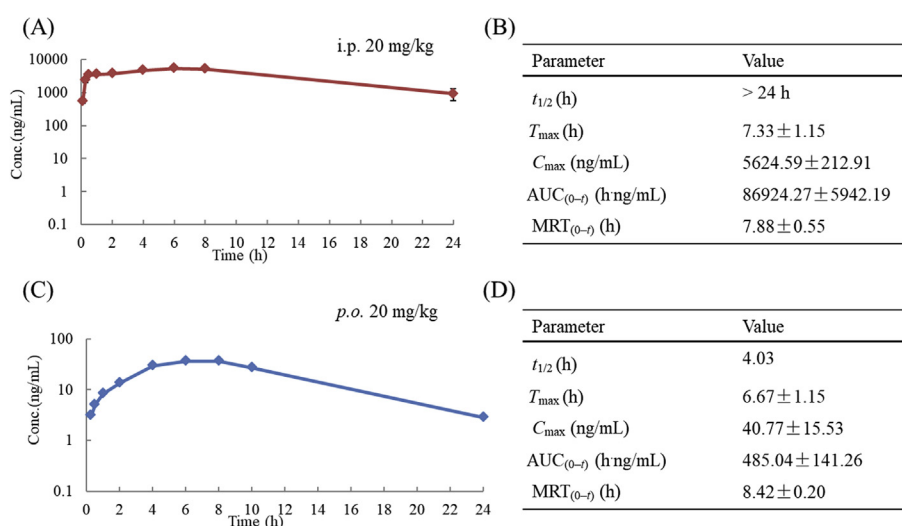 (A)
i.p. 20 mg/kg
Conc.(ng/mL)
10000
1000
100
10
1
0.1
0 2 4 6 8 10 12 14 16 18 20 22 24
Time (h)
(B)
Parameter Value
t1/2 (h) > 24 h
Tmax (h) 7.33±1.15
Cmax (ng/mL) 5624.59±212.91
AUC(0–t) (h·ng/mL) 86924.27±5942.19
MRT(0–t) (h) 7.88±0.55
(C)
p.o. 20 mg/kg
Conc.(ng/mL)
100
10
1
0.1
0 2 4 6 8 10 12 14 16 18 20 22 24
Time (h)
(D)
Parameter Value
t1/2 (h) 4.03
Tmax (h) 6.67±1.15
Cmax (ng/mL) 40.77±15.53
AUC(0–t) (h·ng/mL) 485.04±141.26
MRT(0–t) (h) 8.42±0.20